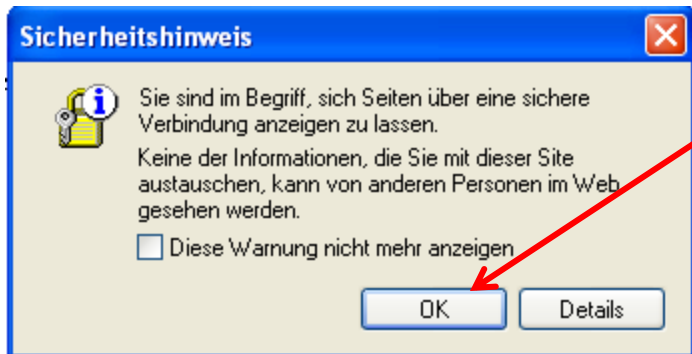 Sicherheitshinweis
Sie sind im Begriff, sich Seiten über eine sichere
Verbindung anzeigen zu lassen.
Keine der Informationen, die Sie mit dieser Site
austauschen, kann von anderen Personen im Web
gesehen werden.
Diese Warnung nicht mehr anzeigen
OK
Details